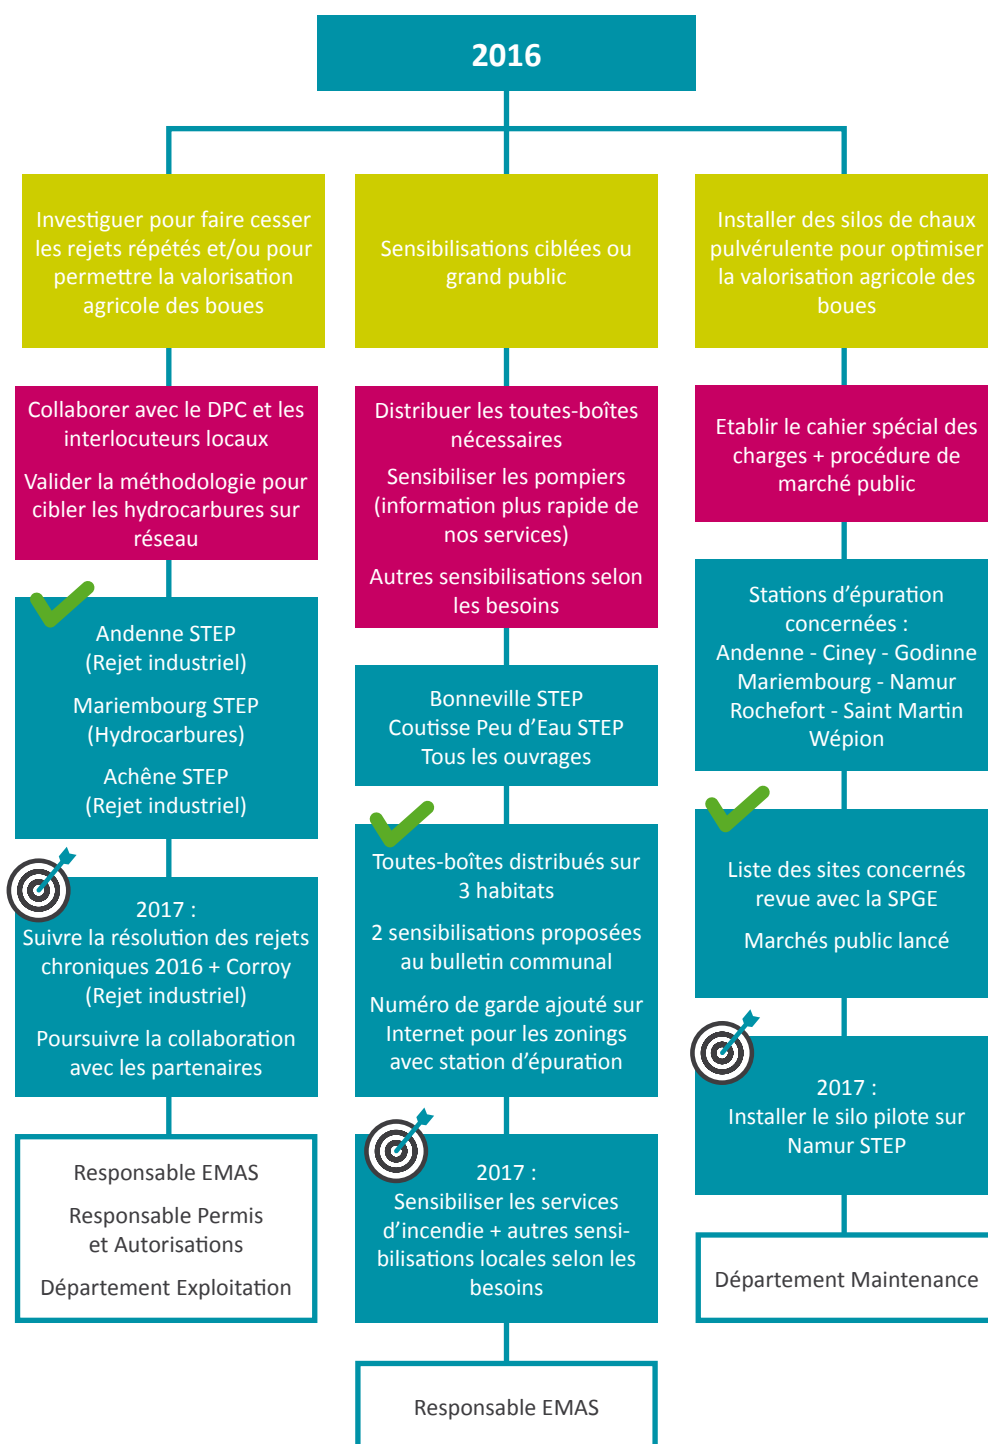 2016
Investiguer pour faire cesser
les rejets répétés et/ou pour
permettre la valorisation
agricole des boues
Collaborer avec le DPC et les
interlocuteurs locaux
Valider la méthodologie pour
cibler les hydrocarbures sur
réseau
Andenne STEP
(Rejet industriel)
Mariembourg STEP
(Hydrocarbures)
Achêne STEP
(Rejet industriel)
2017 :
Suivre la résolution des rejets
chroniques 2016 + Corroy
(Rejet industriel)
Poursuivre la collaboration
avec les partenaires
Responsable EMAS
Responsable Permis
et Autorisations
Département Exploitation
Sensibilisations ciblées ou
grand public
Distribuer les toutes-boîtes
nécessaires
Sensibiliser les pompiers
(information plus rapide de
nos services)
Autres sensibilisations selon
les besoins
Bonneville STEP
Coutisse Peu d’Eau STEP
Tous les ouvrages
Toutes-boîtes distribués sur
3 habitats
2 sensibilisations proposées
au bulletin communal
Numéro de garde ajouté sur
Internet pour les zonings
avec station d’épuration
2017 :
Sensibiliser les services
d’incendie + autres sensi-
bilisations locales selon les
besoins
Responsable EMAS
Installer des silos de chaux
pulvérulente pour optimiser
la valorisation agricole des
boues
Etablir le cahier spécial des
charges + procédure de
marché public
Stations d’épuration
concernées :
Andenne - Ciney - Godinne
Mariembourg - Namur
Rochefort - Saint Martin
Wépion
Liste des sites concernés
revue avec la SPGE
Marchés public lancé
2017 :
Installer le silo pilote sur
Namur STEP
Département Maintenance